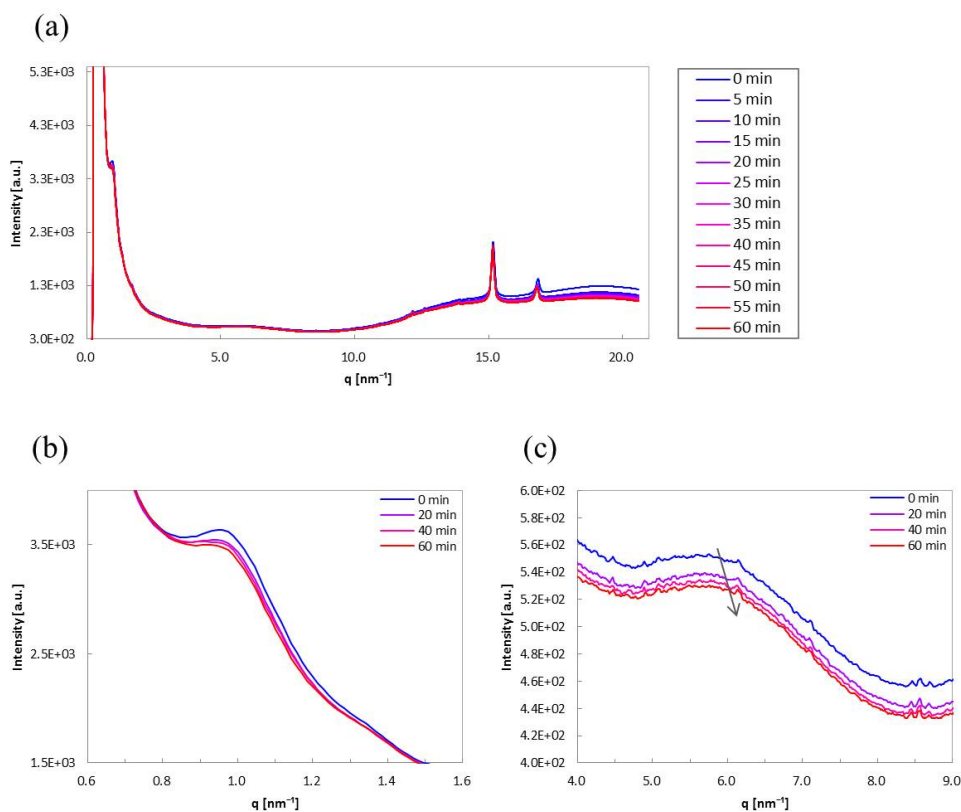 (a)
5.3E+03
4.3E+03
3.3E+03
2.3E+03
1.3E+03
3.0E+02
Intensity [a.u.]
0.0 5.0 10.0 15.0 20.0
q [nm⁻¹]
0 min
5 min
10 min
15 min
20 min
25 min
30 min
35 min
40 min
45 min
50 min
55 min
60 min
(b)
3.5E+03
2.5E+03
1.5E+03
Intensity [a.u.]
0.6 0.8 1.0 1.2 1.4 1.6
q [nm⁻¹]
0 min
20 min
40 min
60 min
(c)
6.0E+02
5.8E+02
5.6E+02
5.4E+02
5.2E+02
5.0E+02
4.8E+02
4.6E+02
4.4E+02
4.2E+02
4.0E+02
Intensity [a.u.]
4.0 5.0 6.0 7.0 8.0 9.0
q [nm⁻¹]
0 min
20 min
40 min
60 min